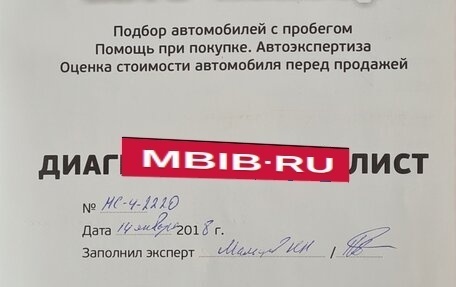 Подбор автомобилей с пробегом
Помощь при покупке. Автоэкспертиза
Оценка стоимости автомобиля перед продажей
ДИАГ MBIB.RU ЛИСТ
№ МС-4-2220
Дата 14 января 2018 г.
Заполнил эксперт /